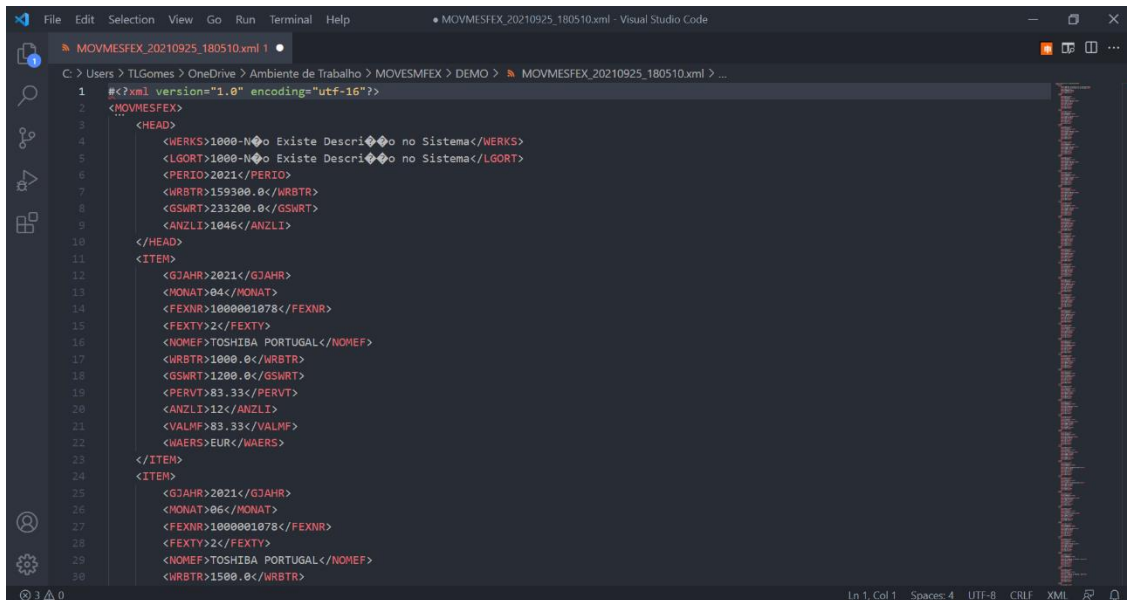 File Edit Selection View Go Run Terminal Help ● MOVMESFEX_20210925_180510.xml - Visual Studio Code
MOVMESFEX_20210925_180510.xml 1 ●
C: > Users > TLGomes > OneDrive > Ambiente de Trabalho > MOVESMFEX > DEMO > MOVMESFEX_20210925_180510.xml > ...
1 #<?xml version="1.0" encoding="utf-16"?>
2 <MOVMESFEX>
3 <HEAD>
4 <WERKS>1000-N�o Existe Descri��o no Sistema</WERKS>
5 <LGORT>1000-N�o Existe Descri��o no Sistema</LGORT>
6 <PERIO>2021</PERIO>
7 <WRBTR>159300.0</WRBTR>
8 <GSWRT>233200.0</GSWRT>
9 <ANZLI>1046</ANZLI>
10 </HEAD>
11 <ITEM>
12 <GJAHR>2021</GJAHR>
13 <MONAT>04</MONAT>
14 <FEXNR>1000001078</FEXNR>
15 <FEXTY>2</FEXTY>
16 <NOMEF>TOSHIBA PORTUGAL</NOMEF>
17 <WRBTR>1000.0</WRBTR>
18 <GSWRT>1200.0</GSWRT>
19 <PERVT>83.33</PERVT>
20 <ANZLI>12</ANZLI>
21 <VALMF>83.33</VALMF>
22 <WAERS>EUR</WAERS>
23 </ITEM>
24 <ITEM>
25 <GJAHR>2021</GJAHR>
26 <MONAT>06</MONAT>
27 <FEXNR>1000001078</FEXNR>
28 <FEXTY>2</FEXTY>
29 <NOMEF>TOSHIBA PORTUGAL</NOMEF>
30 <WRBTR>1500.0</WRBTR>
3 0 Ln 1, Col 1 Spaces: 4 UTF-8 CRLF XML